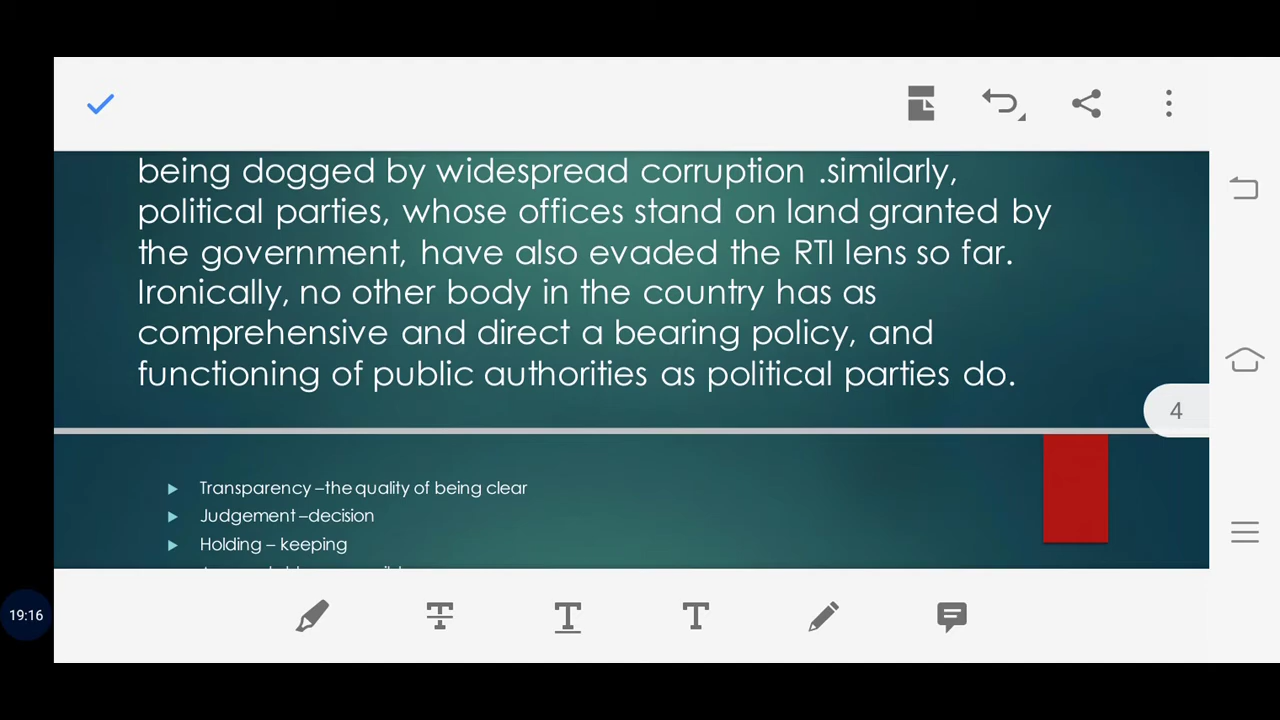 being dogged by widespread corruption .similarly,
political parties, whose offices stand on land granted by
the government, have also evaded the RTI lens so far.
Ironically, no other body in the country has as
comprehensive and direct a bearing policy, and
functioning of public authorities as political parties do.
4
Transparency –the quality of being clear
Judgement –decision
Holding – keeping
19:16